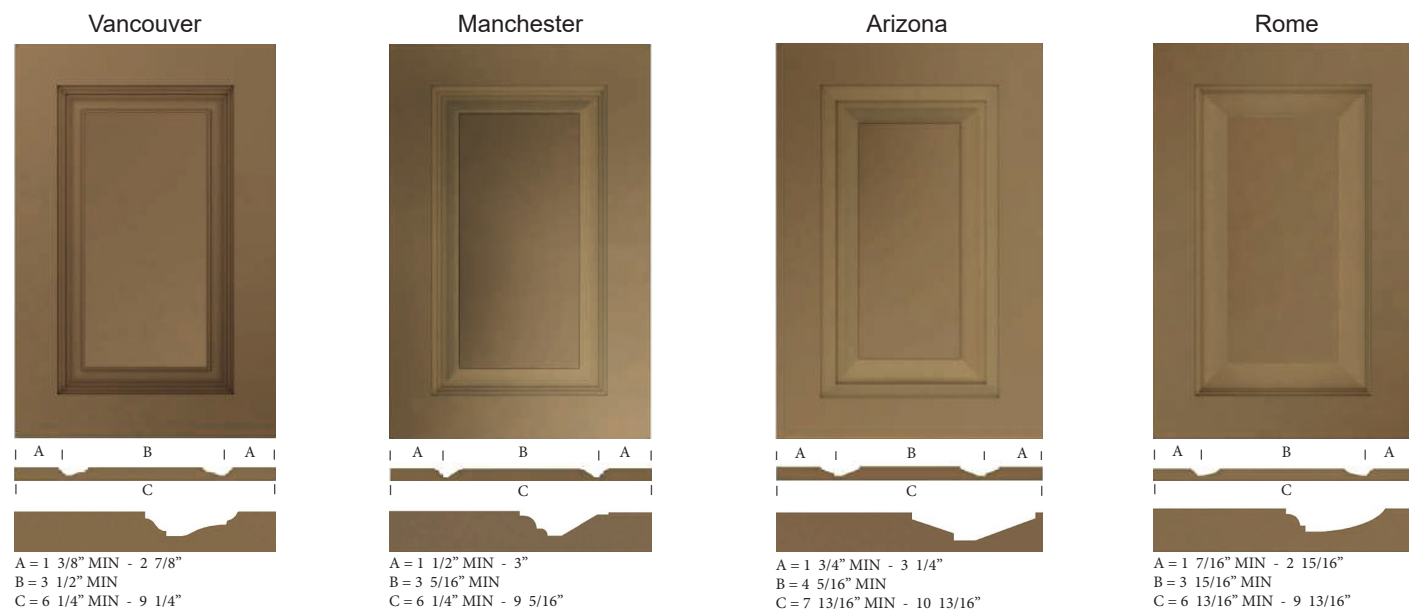 Vancouver
Manchester
Arizona
Rome
A B A
C
A B A
C
A B A
C
A B A
C
A = 1 3/8” MIN - 2 7/8”
B = 3 1/2” MIN
C = 6 1/4” MIN - 9 1/4”
A = 1 1/2” MIN - 3”
B = 3 5/16” MIN
C = 6 1/4” MIN - 9 5/16”
A = 1 3/4” MIN - 3 1/4”
B = 4 5/16” MIN
C = 7 13/16” MIN - 10 13/16”
A = 1 7/16” MIN - 2 15/16”
B = 3 15/16” MIN
C = 6 13/16” MIN - 9 13/16”